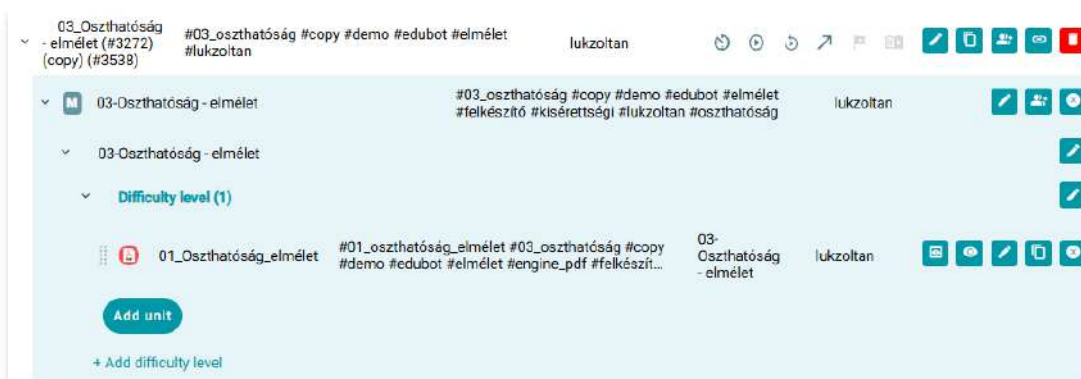 03_Oszthatóság
- elmélet (#3272)
(copy) (#3538)
#03_oszthatóság #copy #demo #edubot #elmélet
#lukzoltan
lukzoltan
M
03-Oszthatóság - elmélet
#03_oszthatóság #copy #demo #edubot #elmélet
#felkészítő #kisérettségi #lukzoltan #oszthatóság
lukzoltan
03-Oszthatóság - elmélet
Difficulty level (1)
01_Oszthatóság_elmélet
#01_oszthatóság_elmélet #03_oszthatóság #copy
#demo #edubot #elmélet #engine_pdf #felkészít...
03-
Oszthatóság
- elmélet
lukzoltan
Add unit
+ Add difficulty level